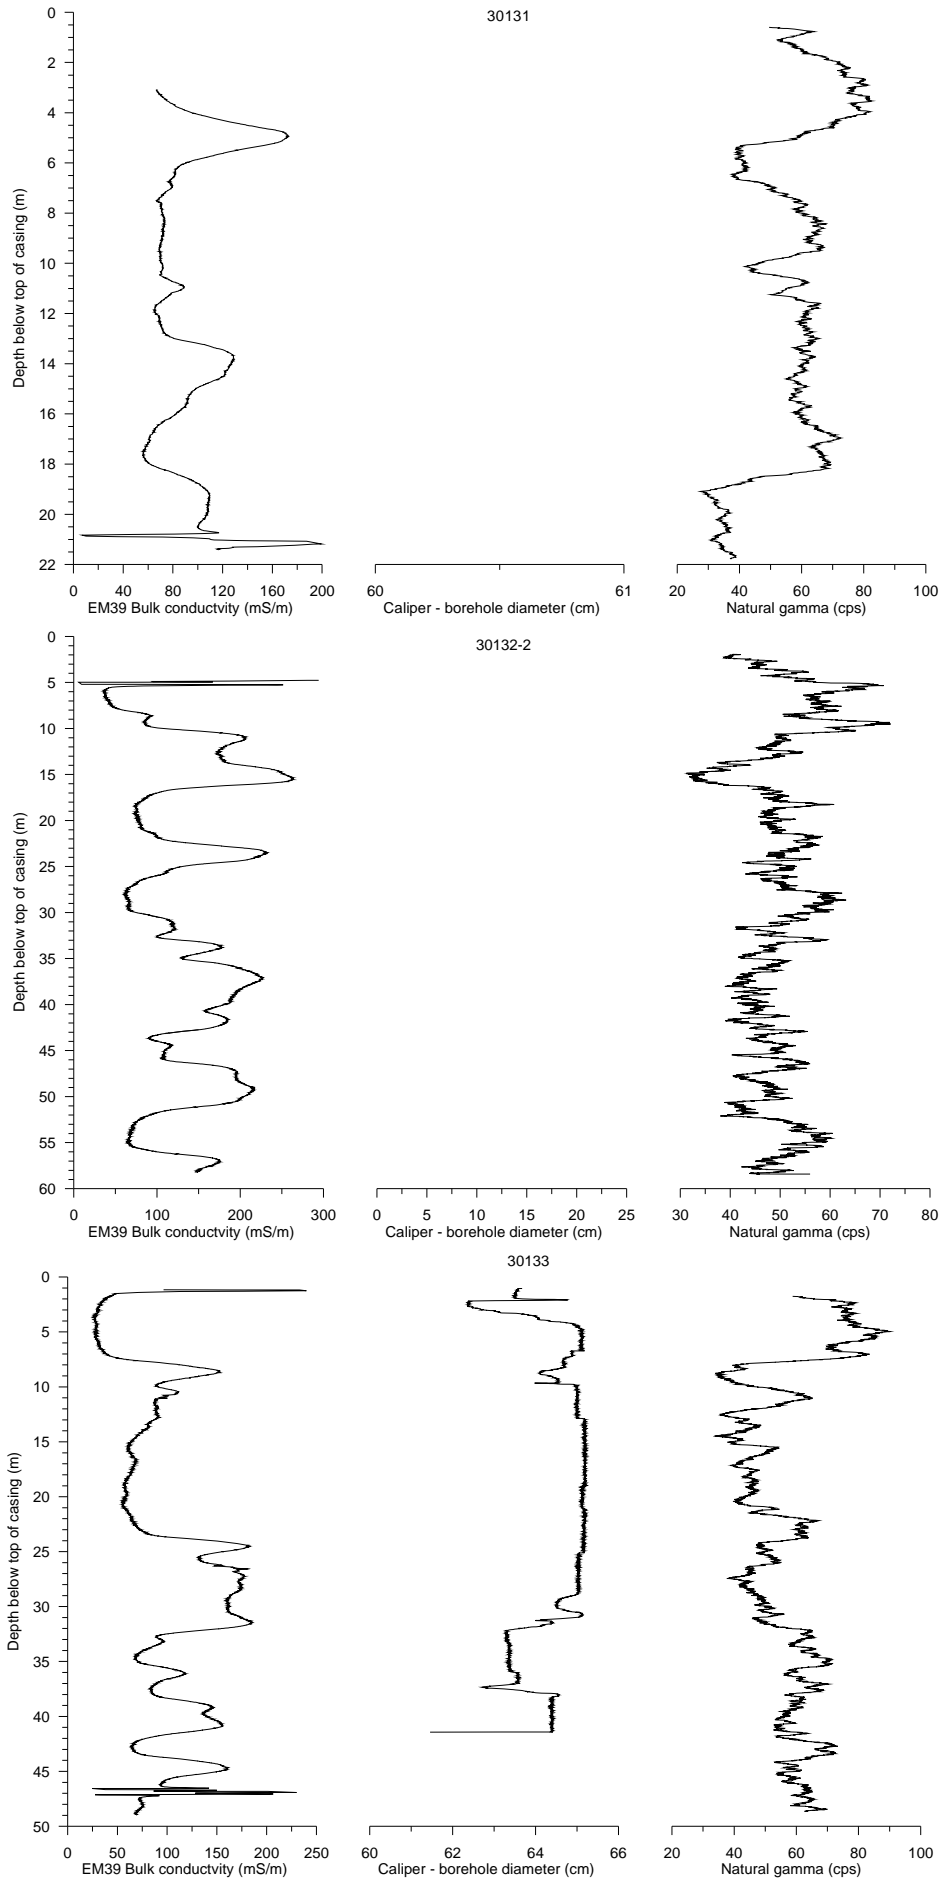 30131
0
2
4
6
8
10
12
14
16
18
20
22
Depth below top of casing (m)
0 40 80 120 160 200
EM39 Bulk conductvity (mS/m)
60 61
Caliper - borehole diameter (cm)
20 40 60 80 100
Natural gamma (cps)
30132-2
0
5
10
15
20
25
30
35
40
45
50
55
60
Depth below top of casing (m)
0 100 200 300
EM39 Bulk conductvity (mS/m)
0 5 10 15 20 25
Caliper - borehole diameter (cm)
30 40 50 60 70 80
Natural gamma (cps)
30133
0
5
10
15
20
25
30
35
40
45
50
Depth below top of casing (m)
0 50 100 150 200 250
EM39 Bulk conductvity (mS/m)
60 62 64 66
Caliper - borehole diameter (cm)
20 40 60 80 100
Natural gamma (cps)